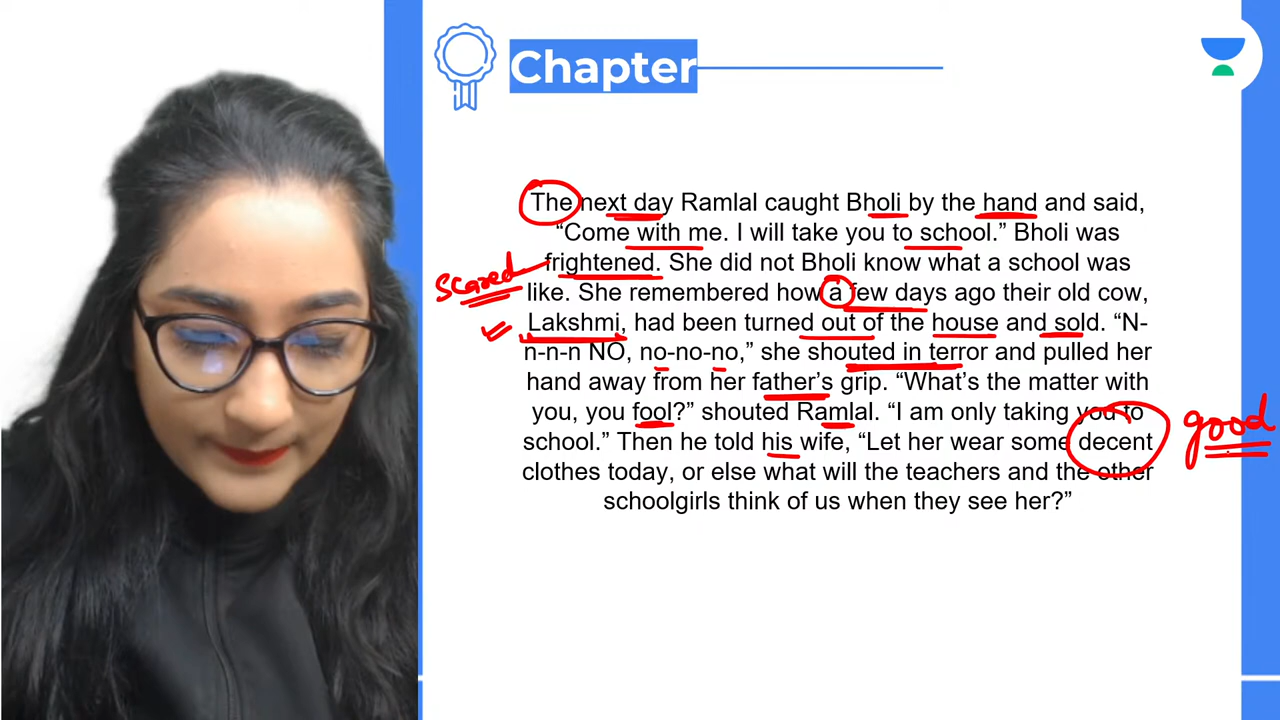 Chapter
The next day Ramlal caught Bholi by the hand and said,
“Come with me. I will take you to school.” Bholi was
frightened. She did not Bholi know what a school was
scared
like. She remembered how a few days ago their old cow,
Lakshmi, had been turned out of the house and sold. “N-
n-n-n NO, no-no-no,” she shouted in terror and pulled her
hand away from her father’s grip. “What’s the matter with
you, you fool?” shouted Ramlal. “I am only taking you to
good
school.” Then he told his wife, “Let her wear some decent
clothes today, or else what will the teachers and the other
schoolgirls think of us when they see her?”